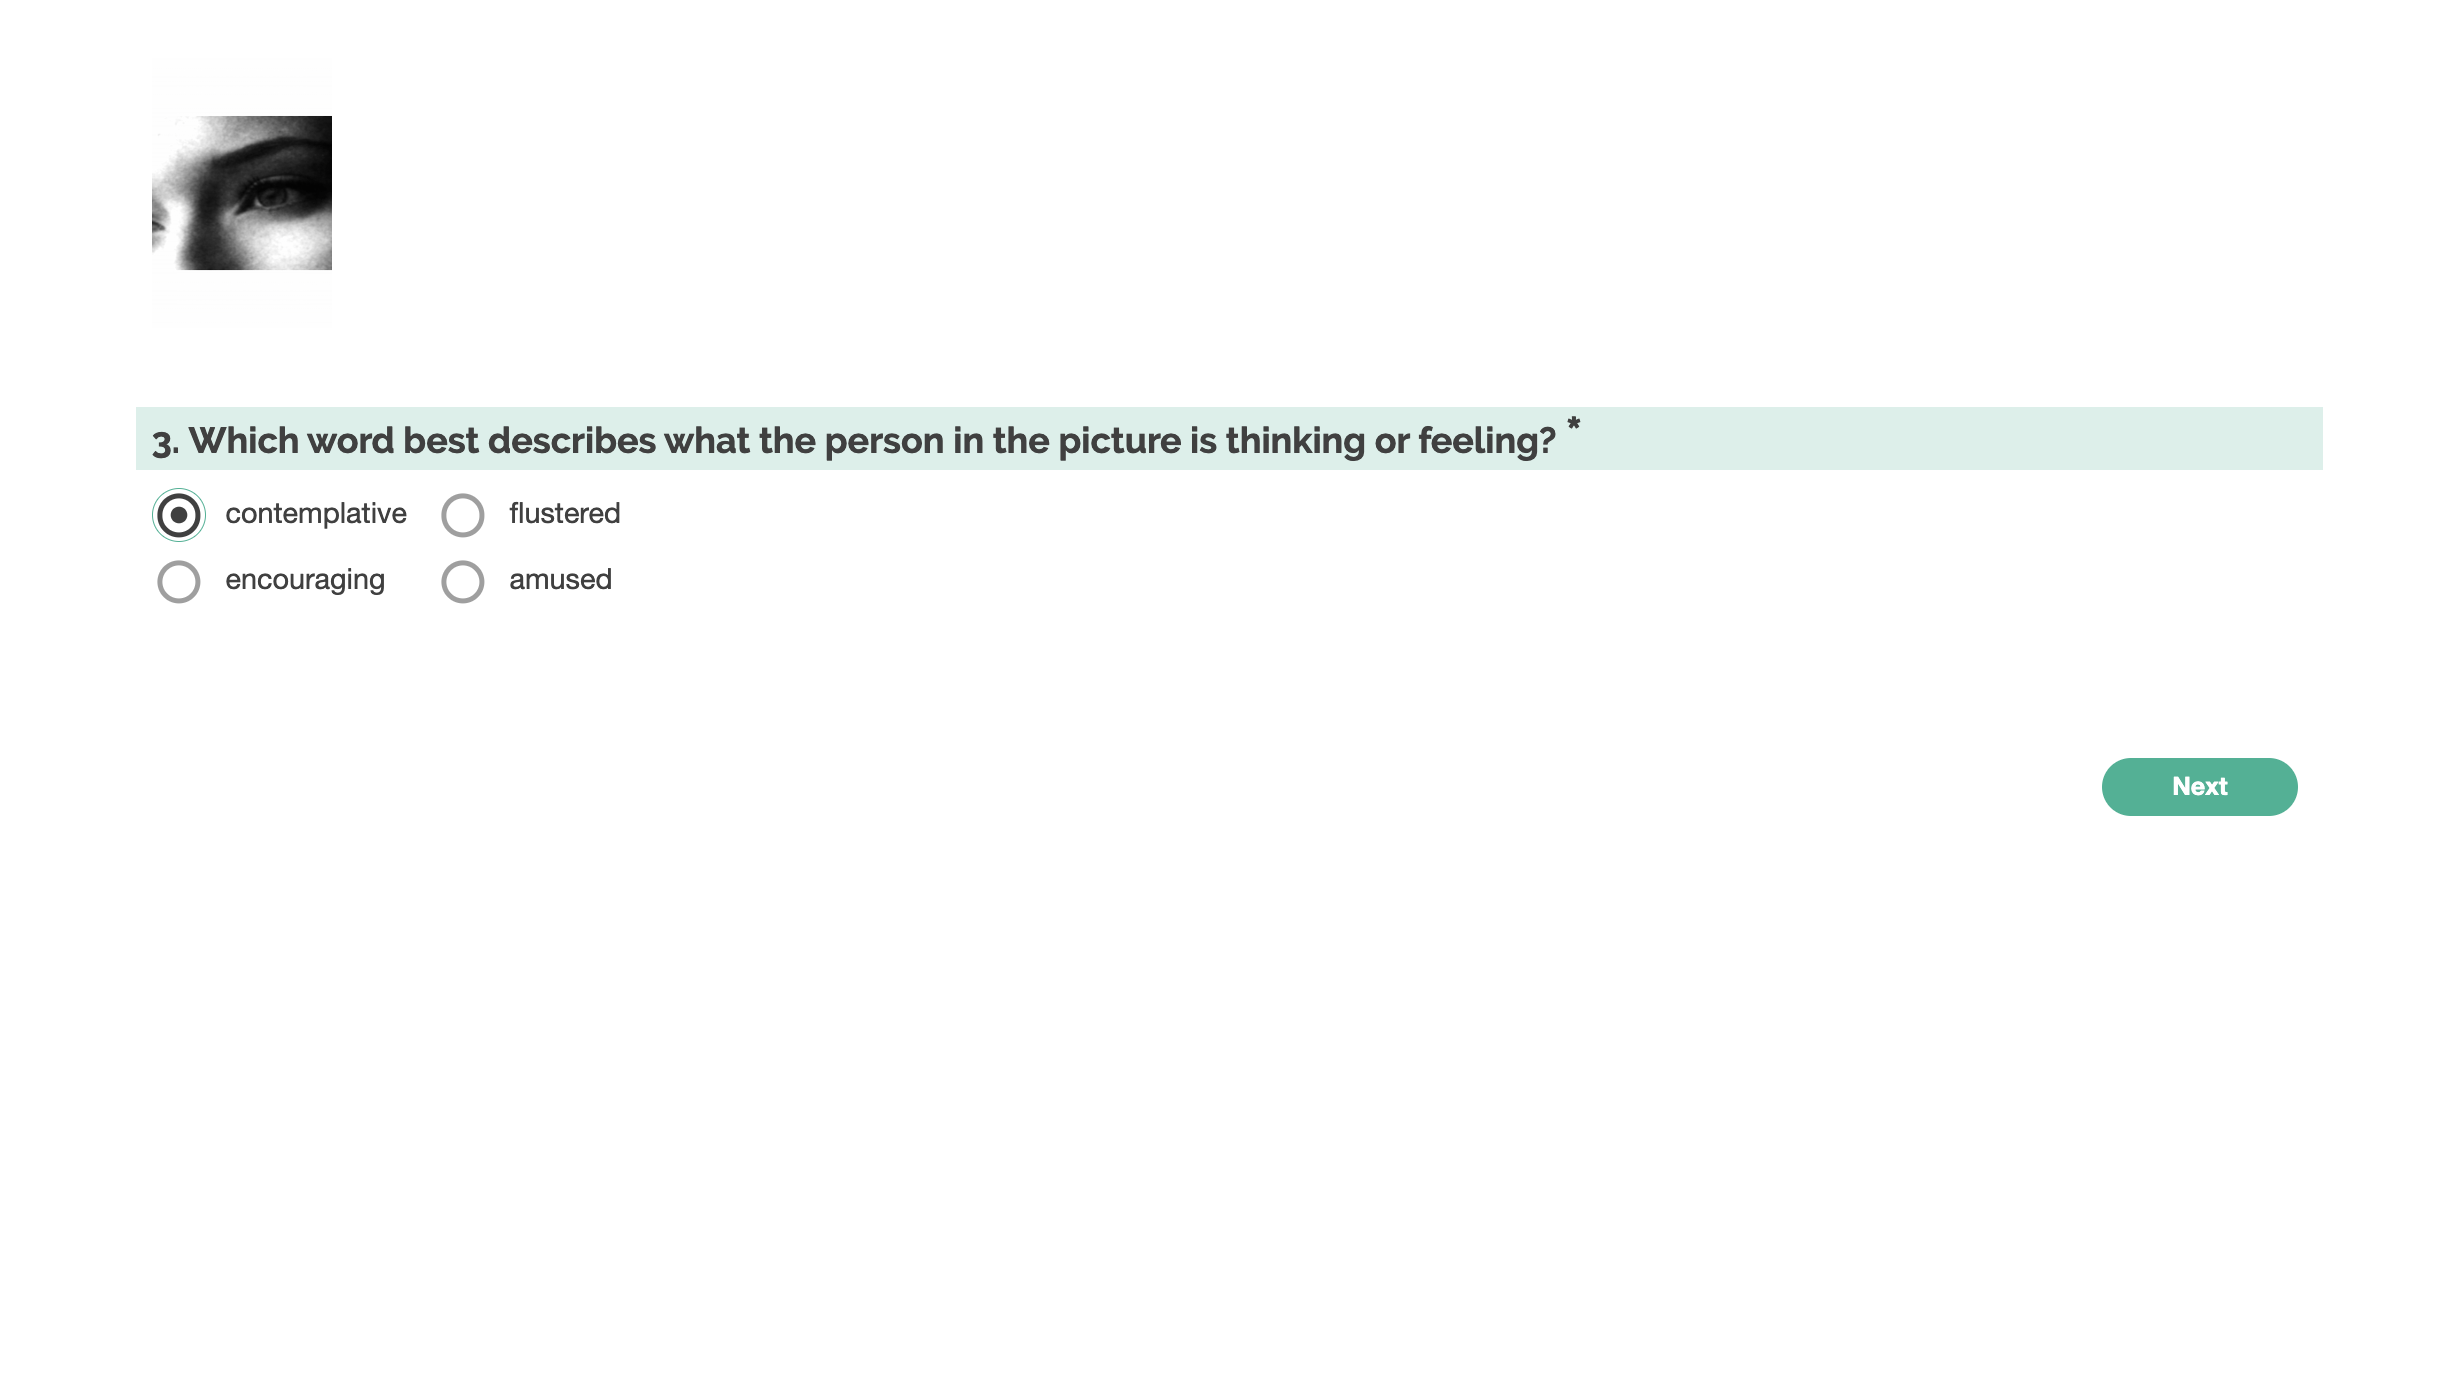 3. Which word best describes what the person in the picture is thinking or feeling? *
contemplative flustered
encouraging amused
Next